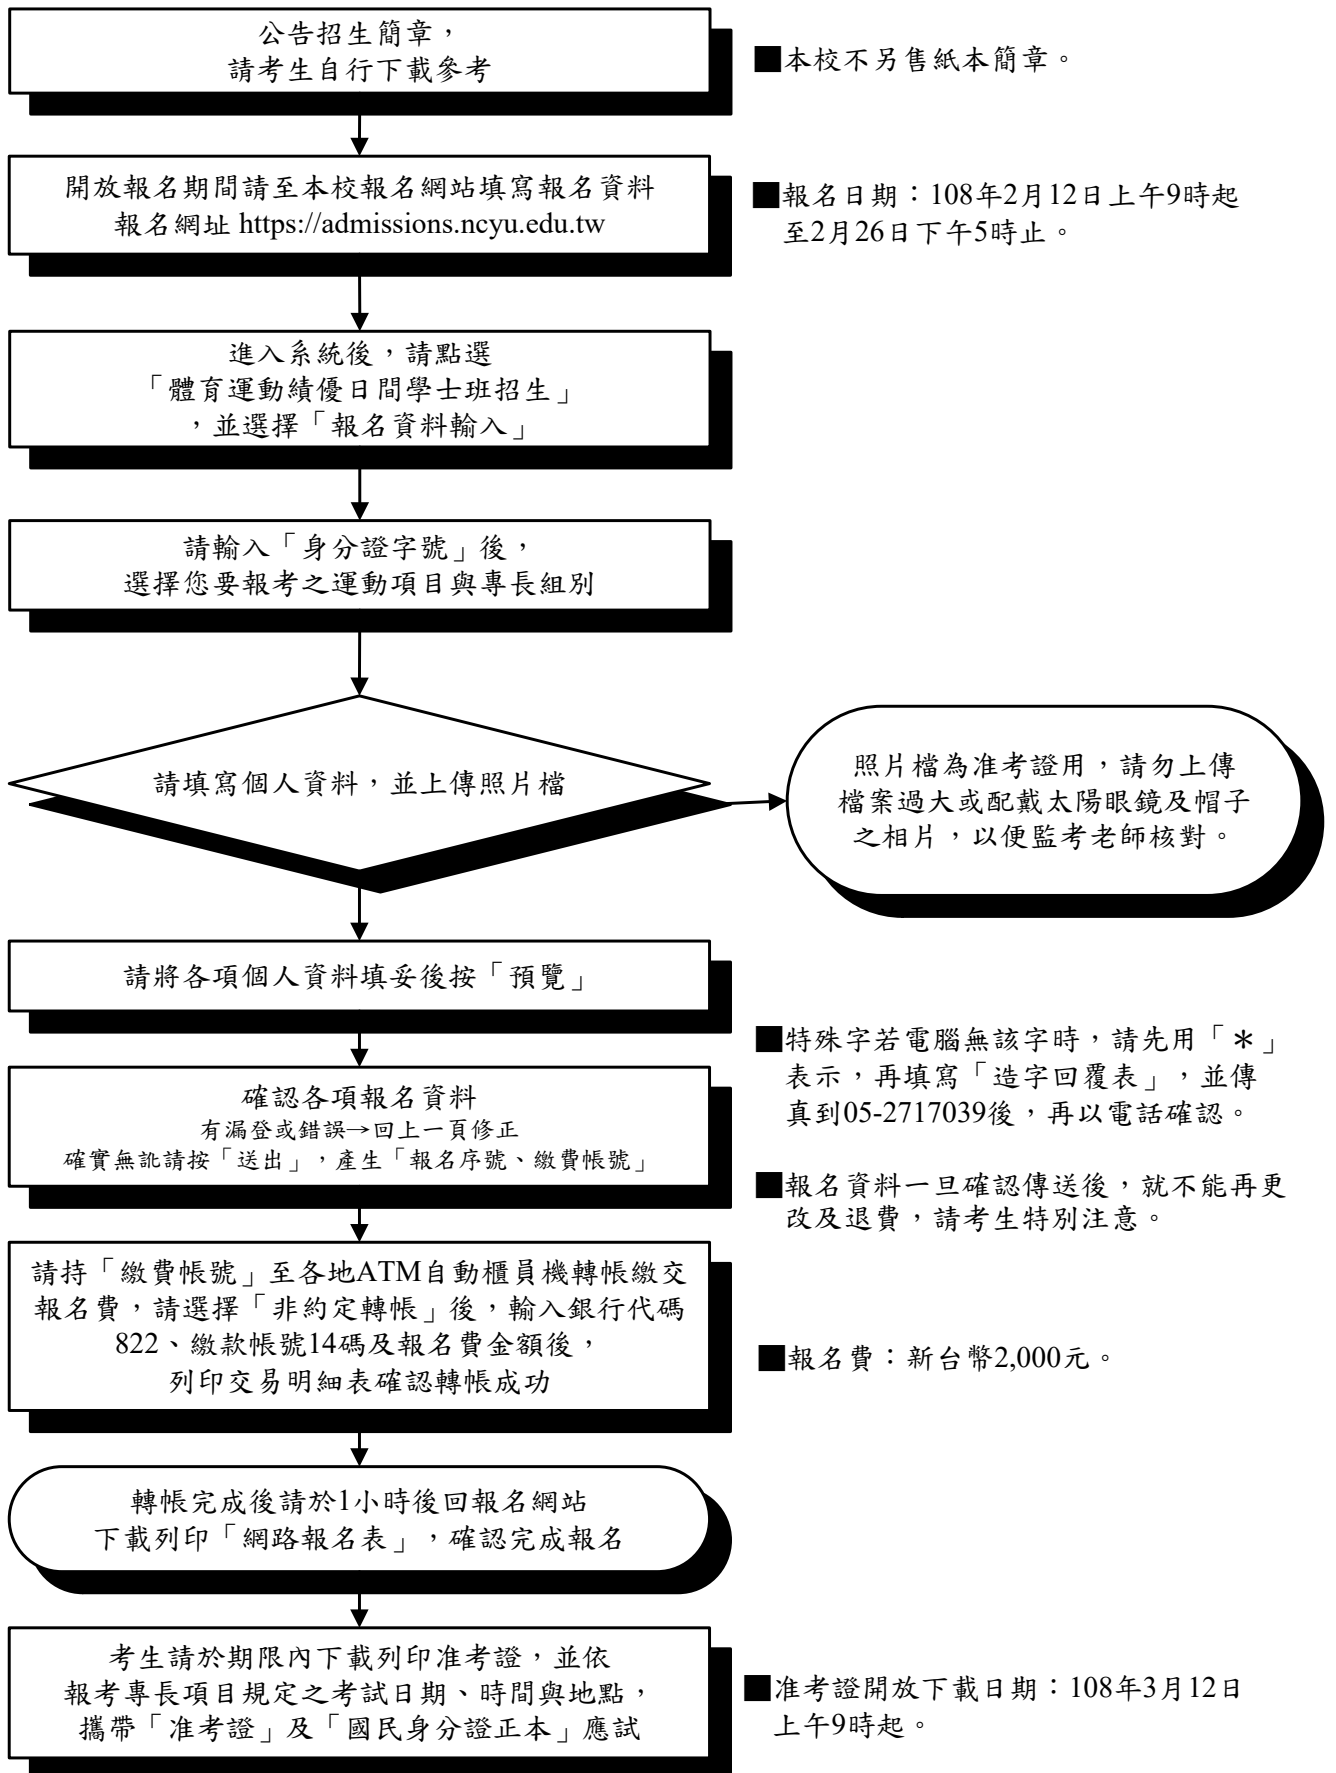 公告招生簡章，
請考生自行下載參考
■本校不另售紙本簡章。
開放報名期間請至本校報名網站填寫報名資料
報名網址 https://admissions.ncyu.edu.tw
■報名日期：108年2月12日上午9時起
至2月26日下午5時止。
進入系統後，請點選
「體育運動績優日間學士班招生」
，並選擇「報名資料輸入」
請輸入「身分證字號」後，
選擇您要報考之運動項目與專長組別
請填寫個人資料，並上傳照片檔
照片檔為准考證用，請勿上傳
檔案過大或配戴太陽眼鏡及帽子
之相片，以便監考老師核對。
請將各項個人資料填妥後按「預覽」
■特殊字若電腦無該字時，請先用「＊」
表示，再填寫「造字回覆表」，並傳
真到05-2717039後，再以電話確認。
確認各項報名資料
有漏登或錯誤→回上一頁修正
確實無訛請按「送出」，產生「報名序號、繳費帳號」
■報名資料一旦確認傳送後，就不能再更
改及退費，請考生特別注意。
請持「繳費帳號」至各地ATM自動櫃員機轉帳繳交
報名費，請選擇「非約定轉帳」後，輸入銀行代碼
822、繳款帳號14碼及報名費金額後，
列印交易明細表確認轉帳成功
■報名費：新台幣2,000元。
轉帳完成後請於1小時後回報名網站
下載列印「網路報名表」，確認完成報名
考生請於期限內下載列印准考證，並依
報考專長項目規定之考試日期、時間與地點，
攜帶「准考證」及「國民身分證正本」應試
■准考證開放下載日期：108年3月12日
上午9時起。